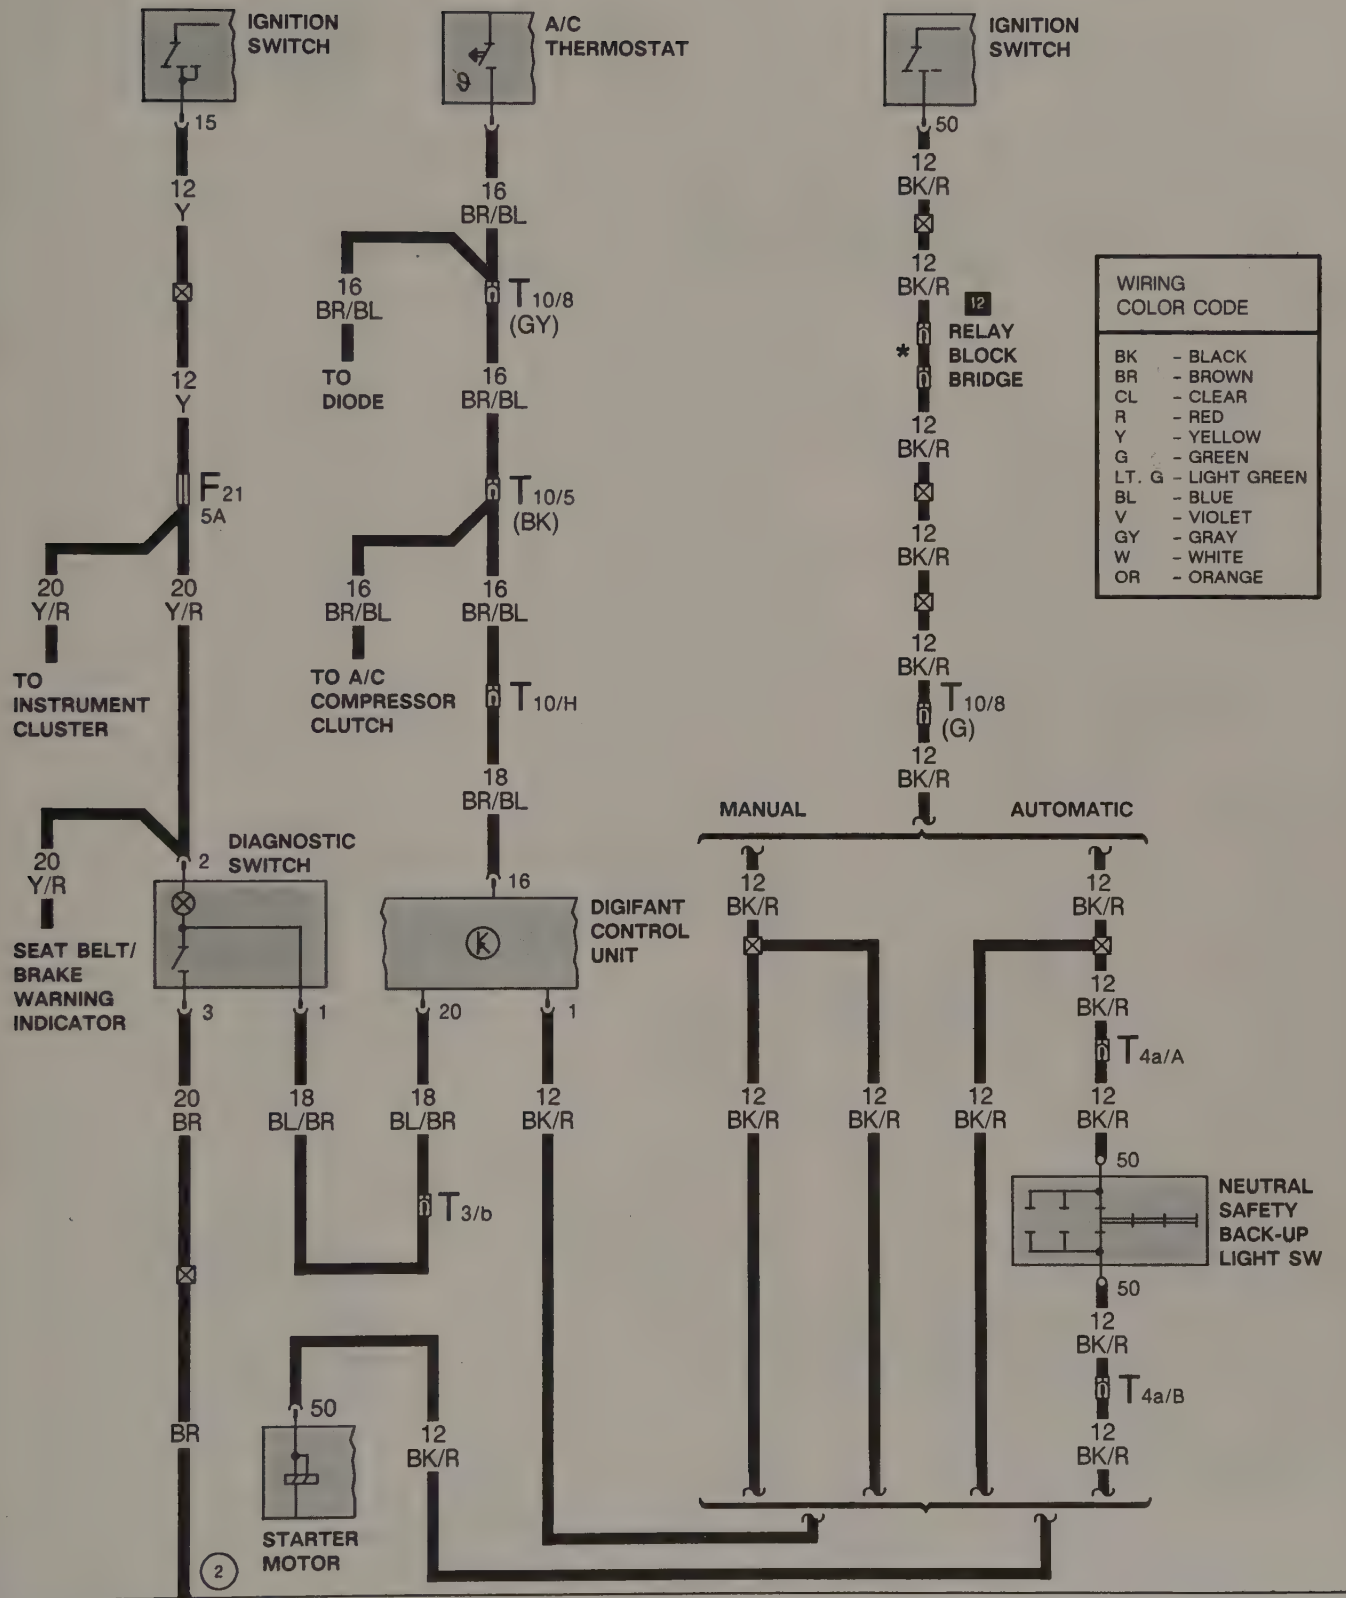 IGNITION
SWITCH
A/C
THERMOSTAT
IGNITION
SWITCH
15
50
12
Y
16
BR/BL
12
BK/R
16
BR/BL
T10/8
(GY)
12
BK/R
12
RELAY
BLOCK
BRIDGE
*
TO
DIODE
12
Y
16
BR/BL
12
BK/R
WIRING
COLOR CODE
BK - BLACK
BR - BROWN
CL - CLEAR
R - RED
Y - YELLOW
G - GREEN
LT. G - LIGHT GREEN
BL - BLUE
V - VIOLET
GY - GRAY
W - WHITE
OR - ORANGE
F21
5A
T10/5
(BK)
12
BK/R
20
Y/R
20
Y/R
16
BR/BL
16
BR/BL
12
BK/R
TO
INSTRUMENT
CLUSTER
TO A/C
COMPRESSOR
CLUTCH
T10/H
T10/8
(G)
18
BR/BL
12
BK/R
MANUAL
AUTOMATIC
20
Y/R
2
DIAGNOSTIC
SWITCH
16
12
BK/R
12
BK/R
SEAT BELT/
BRAKE
WARNING
INDICATOR
DIGIFANT
CONTROL
UNIT
3
1
20
1
12
BK/R
T4a/A
20
BR
18
BL/BR
18
BL/BR
12
BK/R
12
BK/R
12
BK/R
12
BK/R
12
BK/R
50
T3/b
NEUTRAL
SAFETY
BACK-UP
LIGHT SW
50
12
BK/R
T4a/B
BR
50
12
BK/R
12
BK/R
STARTER
MOTOR
2